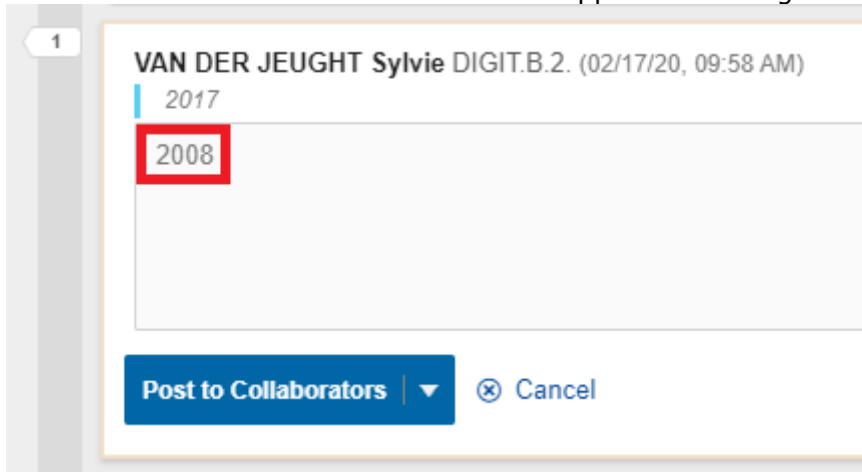 1
VAN DER JEUGHT Sylvie DIGIT.B.2. (02/17/20, 09:58 AM)
2017
2008
Post to Collaborators
Cancel